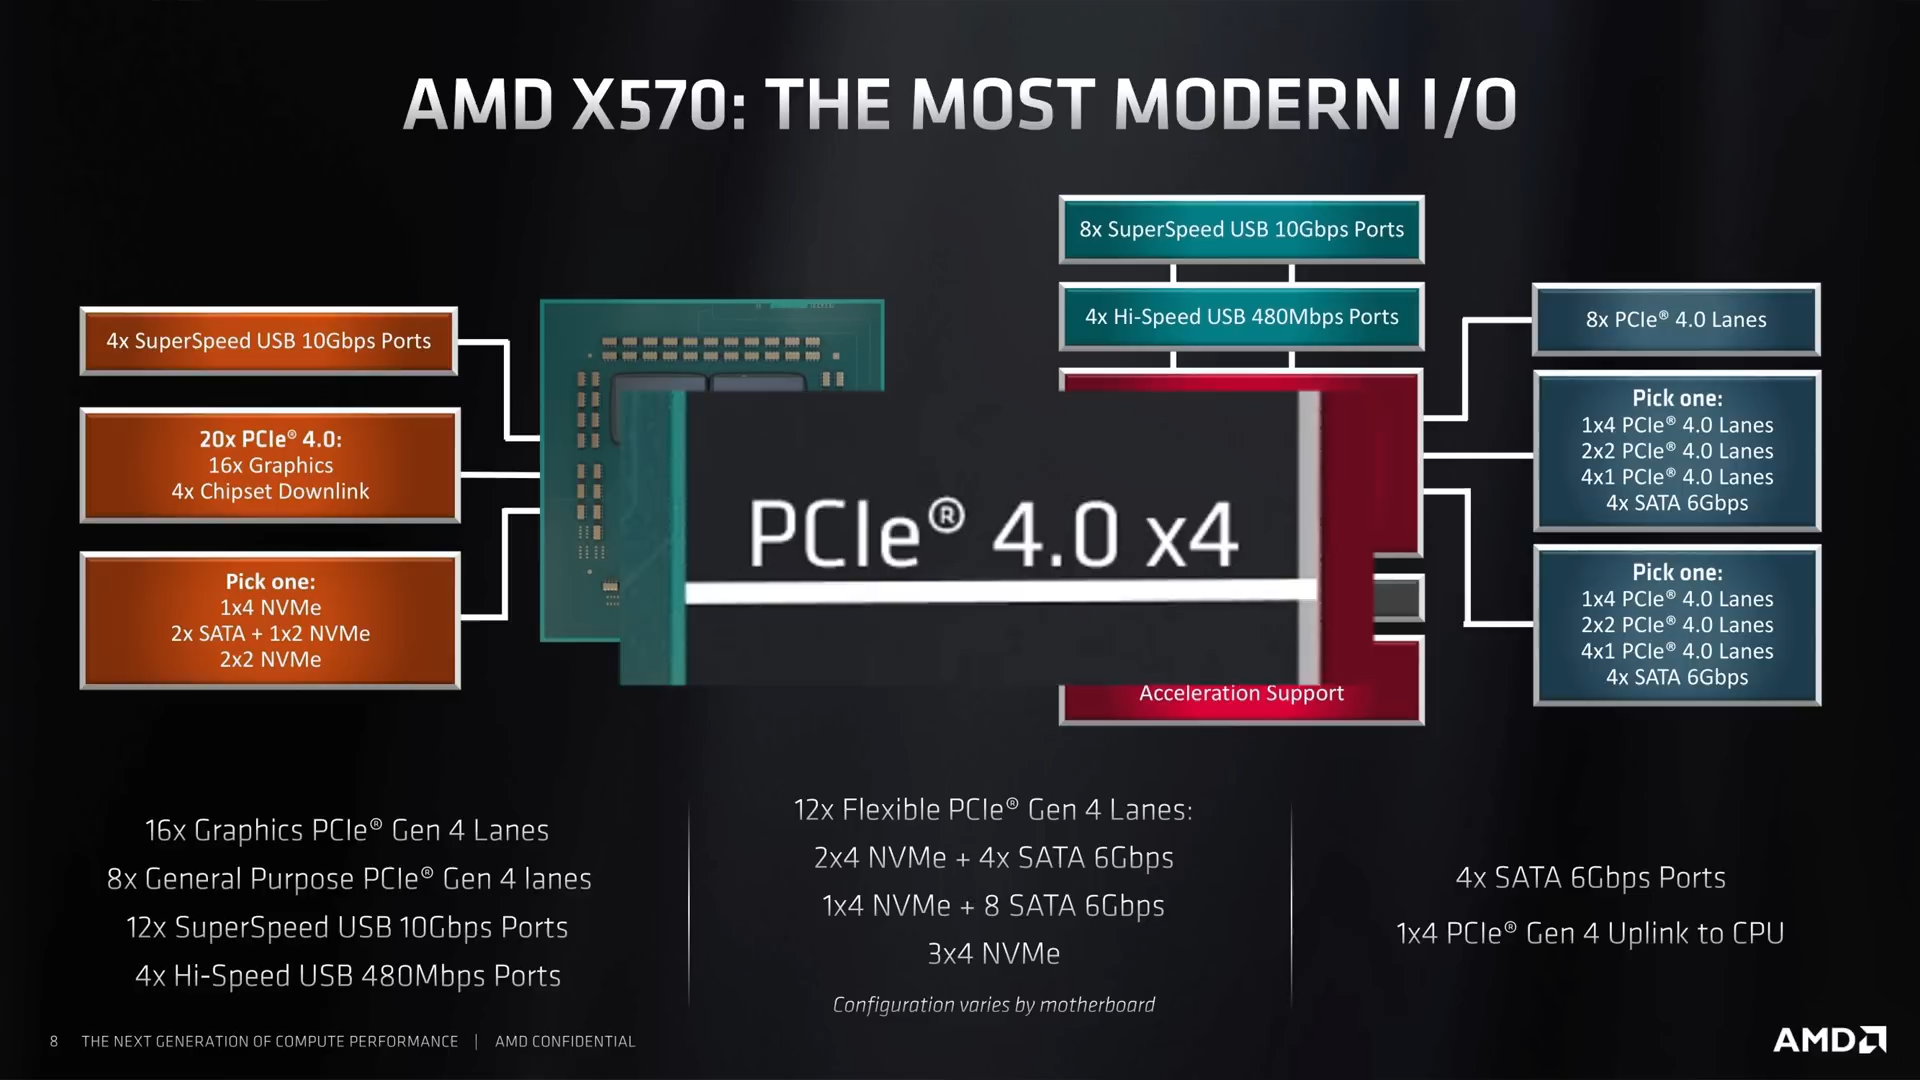 AMD X570: THE MOST MODERN I/O
4x SuperSpeed USB 10Gbps Ports
20x PCIe® 4.0:
16x Graphics
4x Chipset Downlink
Pick one:
1x4 NVMe
2x SATA + 1x2 NVMe
2x2 NVMe
PCIe® 4.0 x4
8x SuperSpeed USB 10Gbps Ports
4x Hi-Speed USB 480Mbps Ports
Acceleration Support
8x PCIe® 4.0 Lanes
Pick one:
1x4 PCIe® 4.0 Lanes
2x2 PCIe® 4.0 Lanes
4x1 PCIe® 4.0 Lanes
4x SATA 6Gbps
Pick one:
1x4 PCIe® 4.0 Lanes
2x2 PCIe® 4.0 Lanes
4x1 PCIe® 4.0 Lanes
4x SATA 6Gbps
16x Graphics PCIe® Gen 4 Lanes
8x General Purpose PCIe® Gen 4 lanes
12x SuperSpeed USB 10Gbps Ports
4x Hi-Speed USB 480Mbps Ports
12x Flexible PCIe® Gen 4 Lanes:
2x4 NVMe + 4x SATA 6Gbps
1x4 NVMe + 8 SATA 6Gbps
3x4 NVMe
Configuration varies by motherboard
4x SATA 6Gbps Ports
1x4 PCIe® Gen 4 Uplink to CPU
8 THE NEXT GENERATION OF COMPUTE PERFORMANCE | AMD CONFIDENTIAL
AMD